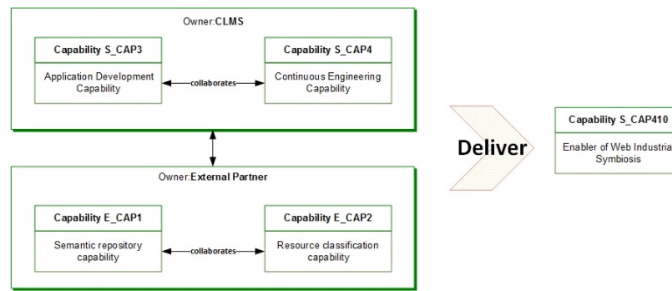 Owner:CLMS
Capability S_CAP3
Application Development
Capability
collaborates
Capability S_CAP4
Continuous Engineering
Capability
Owner:External Partner
Capability E_CAP1
Semantic repository
capability
collaborates
Capability E_CAP2
Resource classification
capability
Deliver
Capability S_CAP410
Enabler of Web Industrial
Symbiosis